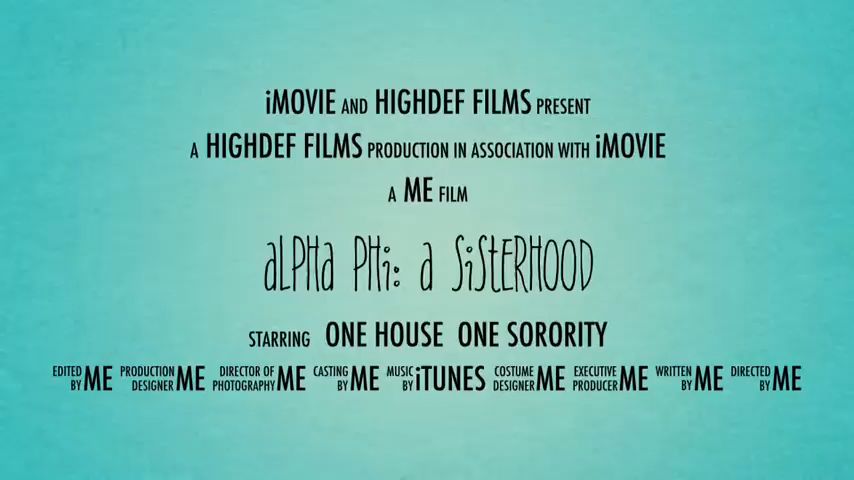 iMOVIE AND HIGHDEF FILMS PRESENT
A HIGHDEF FILMS PRODUCTION IN ASSOCIATION WITH iMOVIE
A ME FILM
aLPHa PHi: a SiStERHOOD
STARRING ONE HOUSE ONE SORORITY
EDITED BY ME PRODUCTION DESIGNER ME DIRECTOR OF PHOTOGRAPHY ME CASTING BY ME MUSIC BY iTUNES COSTUME DESIGNER ME EXECUTIVE PRODUCER ME WRITTEN BY ME DIRECTED BY ME